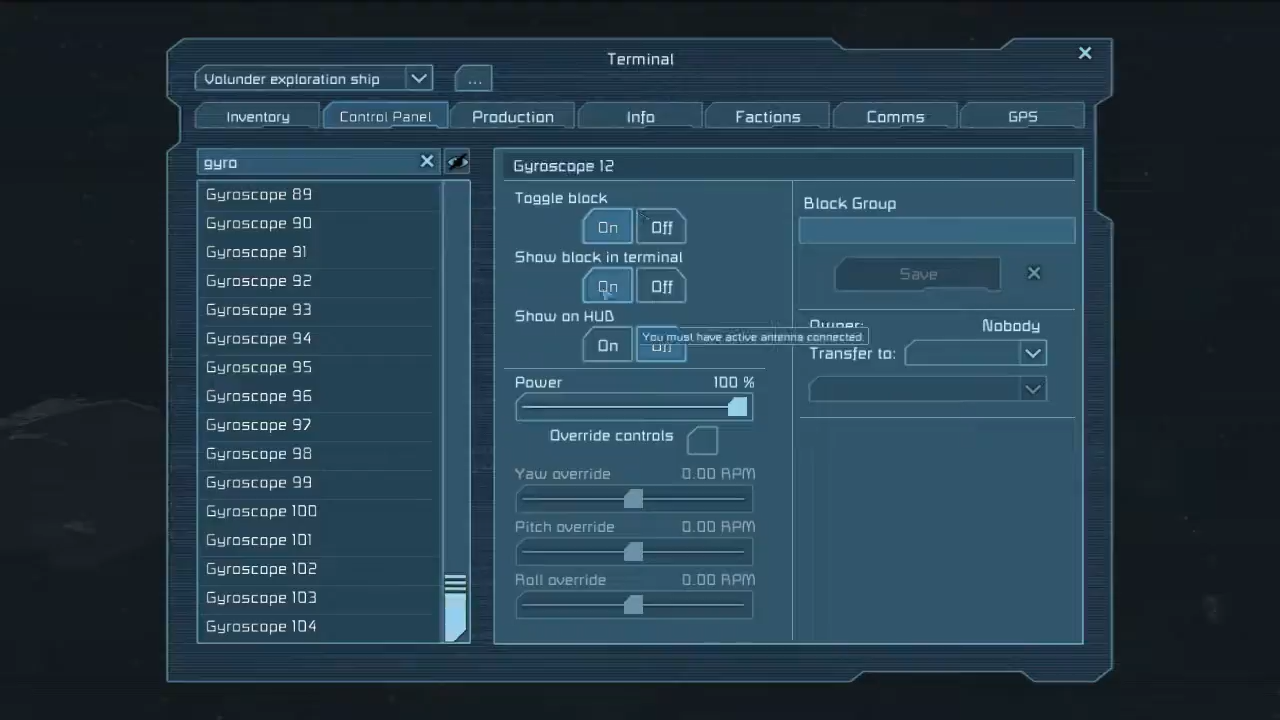 Terminal
Volunder exploration ship
...
Inventory
Control Panel
Production
Info
Factions
Comms
GPS
gyro
Gyroscope 89
Gyroscope 90
Gyroscope 91
Gyroscope 92
Gyroscope 93
Gyroscope 94
Gyroscope 95
Gyroscope 96
Gyroscope 97
Gyroscope 98
Gyroscope 99
Gyroscope 100
Gyroscope 101
Gyroscope 102
Gyroscope 103
Gyroscope 104
Gyroscope 12
Toggle block
On Off
Show block in terminal
On Off
Show on HUD
On Off
You must have active antenna connected.
Power 100 %
Override controls
Yaw override 0.00 RPM
Pitch override 0.00 RPM
Roll override 0.00 RPM
Block Group
Save
Owner: Nobody
Transfer to: